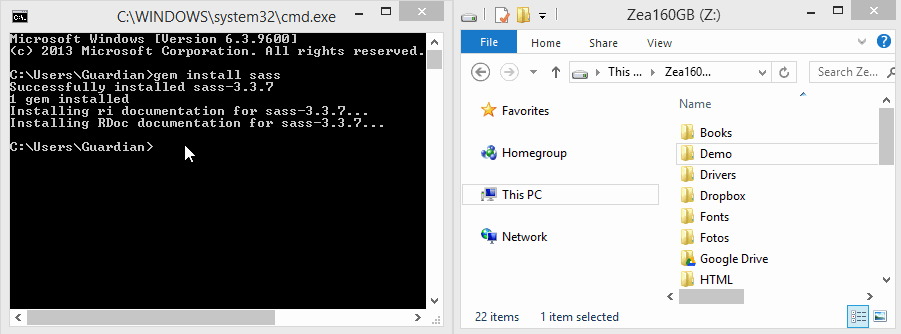 C:\WINDOWS\system32\cmd.exe
Microsoft Windows [Version 6.3.9600]
(c) 2013 Microsoft Corporation. All rights reserved.
C:\Users\Guardian>gem install sass
Successfully installed sass-3.3.7
1 gem installed
Installing ri documentation for sass-3.3.7...
Installing RDoc documentation for sass-3.3.7...
C:\Users\Guardian>
Zea160GB (Z:)
File Home Share View
This ... Zea160... Search Ze...
Favorites
Homegroup
This PC
Network
Name
Books
Demo
Drivers
Dropbox
Fonts
Fotos
Google Drive
HTML
22 items 1 item selected